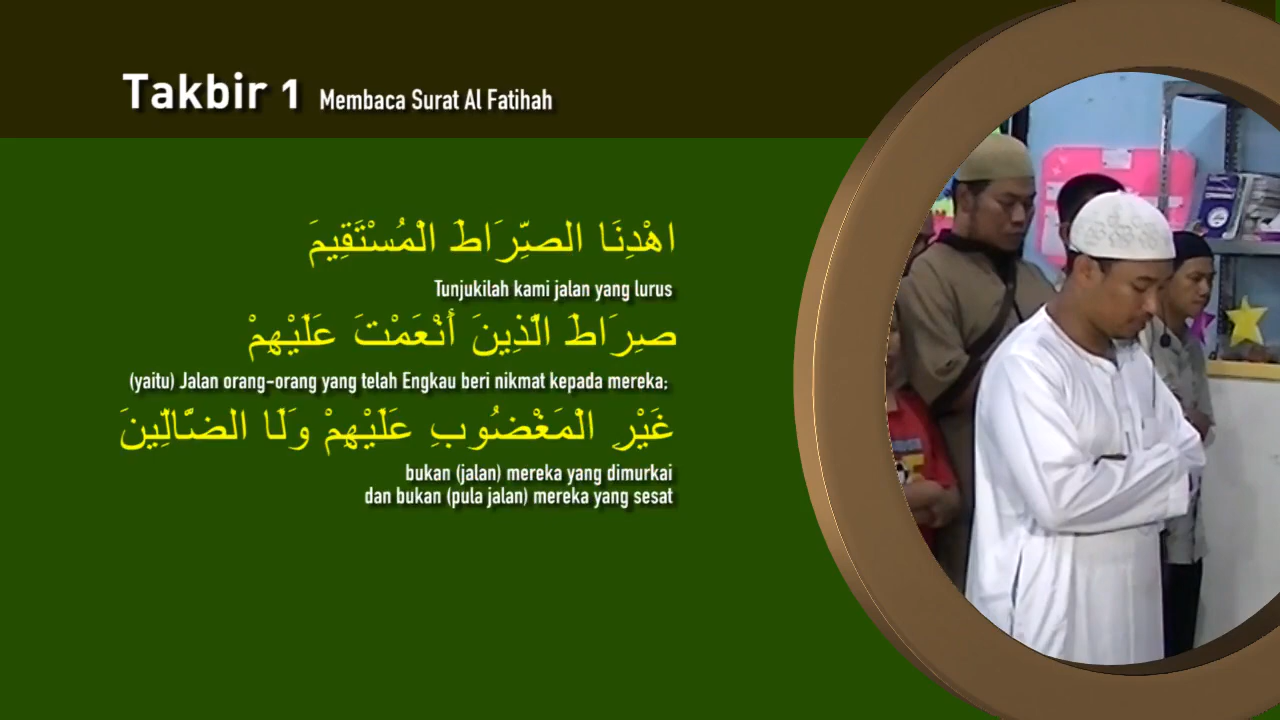 Takbir 1 Membaca Surat Al Fatihah
اهْدِنَا الصِّرَاطَ الْمُسْتَقِيمَ
Tunjukilah kami jalan yang lurus
صِرَاطَ الَّذِينَ أَنْعَمْتَ عَلَيْهِمْ
(yaitu) Jalan orang-orang yang telah Engkau beri nikmat kepada mereka;
غَيْرِ الْمَغْضُوبِ عَلَيْهِمْ وَلَا الضَّالِّينَ
bukan (jalan) mereka yang dimurkai
dan bukan (pula jalan) mereka yang sesat